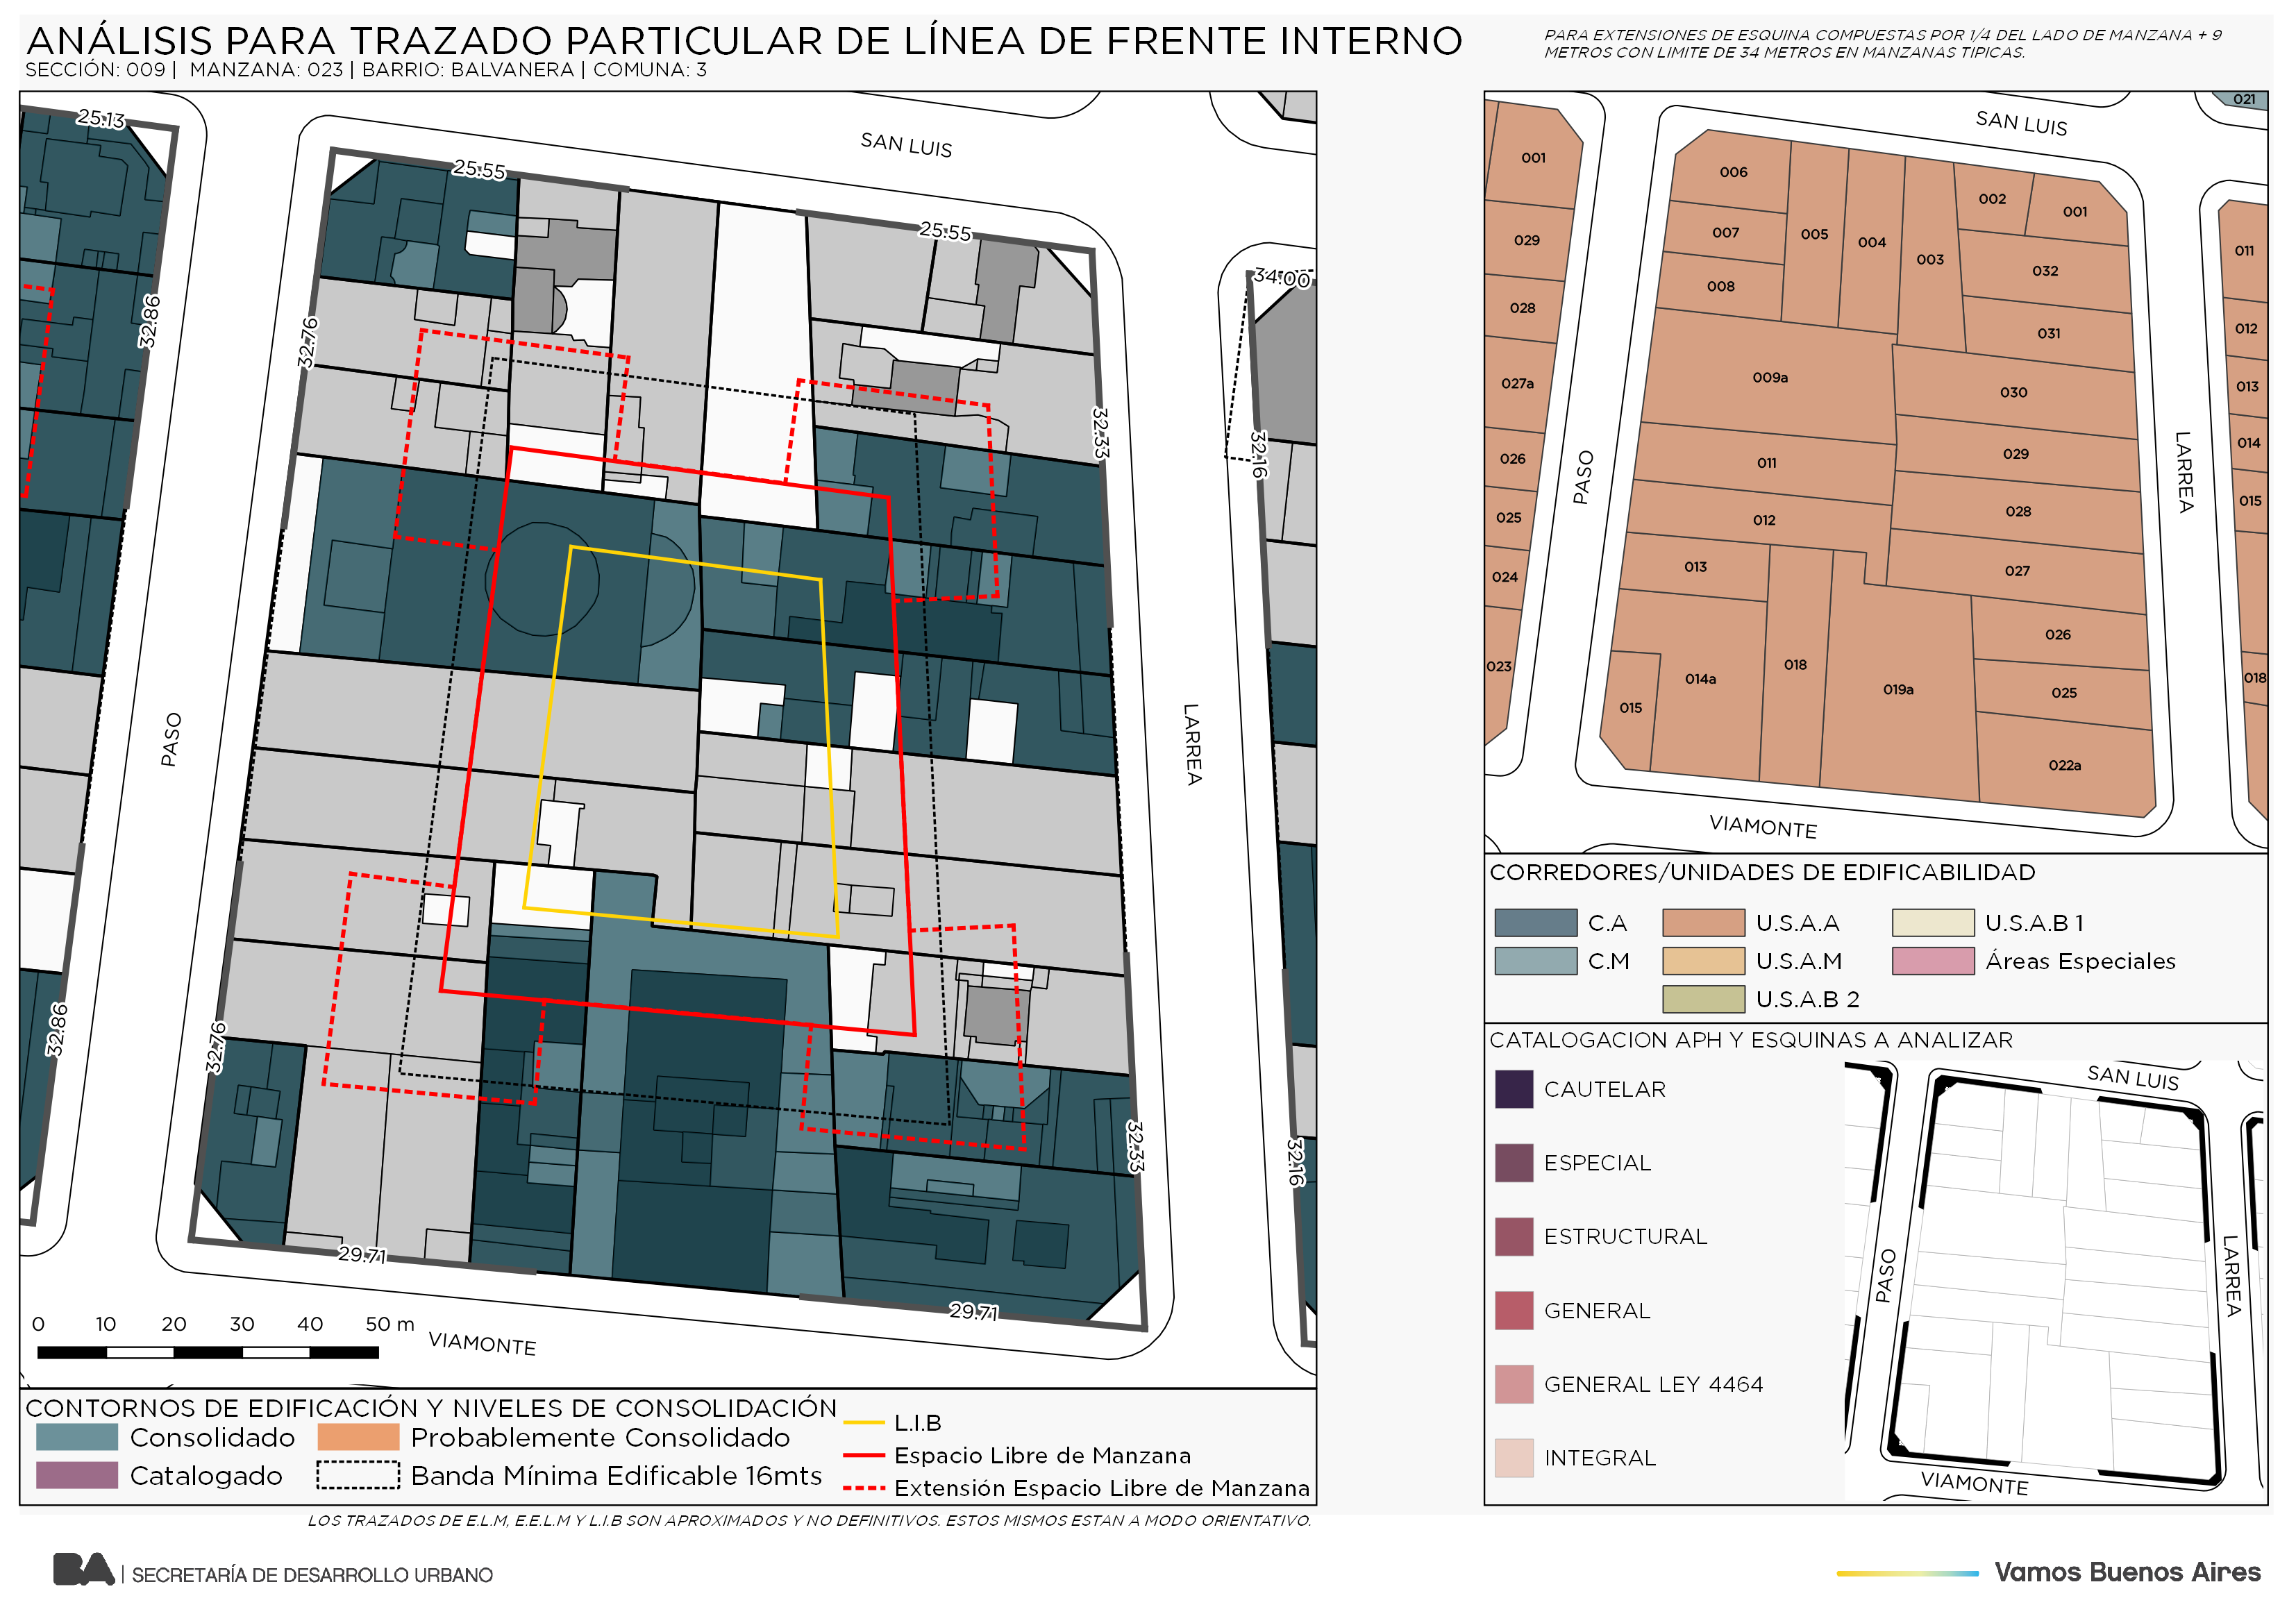 ANÁLISIS PARA TRAZADO PARTICULAR DE LÍNEA DE FRENTE INTERNO
SECCIÓN: 009 | MANZANA: 023 | BARRIO: BALVANERA | COMUNA: 3
PARA EXTENSIONES DE ESQUINA COMPUESTAS POR 1/4 DEL LADO DE MANZANA + 9
METROS CON LIMITE DE 34 METROS EN MANZANAS TIPICAS.
25.13
25.55
SAN LUIS
25.55
34.00
32.86
32.76
32.33
32.16
PASO
LARREA
32.86
32.76
32.33
32.16
29.71
29.71
VIAMONTE
0 10 20 30 40 50 m
CONTORNOS DE EDIFICACIÓN Y NIVELES DE CONSOLIDACIÓN
Consolidado
Probablemente Consolidado
Catalogado
Banda Mínima Edificable 16mts
L.I.B
Espacio Libre de Manzana
Extensión Espacio Libre de Manzana
LOS TRAZADOS DE E.L.M, E.E.L.M Y L.I.B SON APROXIMADOS Y NO DEFINITIVOS. ESTOS MISMOS ESTAN A MODO ORIENTATIVO.
021
SAN LUIS
001
006
002
001
029
007
005
004
003
011
032
028
008
031
012
027a
009a
030
013
026
011
029
014
PASO
LARREA
025
012
028
015
024
013
027
023
014a
018
026
018
015
019a
025
022a
VIAMONTE
CORREDORES/UNIDADES DE EDIFICABILIDAD
C.A
U.S.A.A
U.S.A.B 1
C.M
U.S.A.M
Áreas Especiales
U.S.A.B 2
CATALOGACION APH Y ESQUINAS A ANALIZAR
CAUTELAR
ESPECIAL
ESTRUCTURAL
GENERAL
GENERAL LEY 4464
INTEGRAL
SAN LUIS
PASO
LARREA
VIAMONTE
BA | SECRETARÍA DE DESARROLLO URBANO
Vamos Buenos Aires